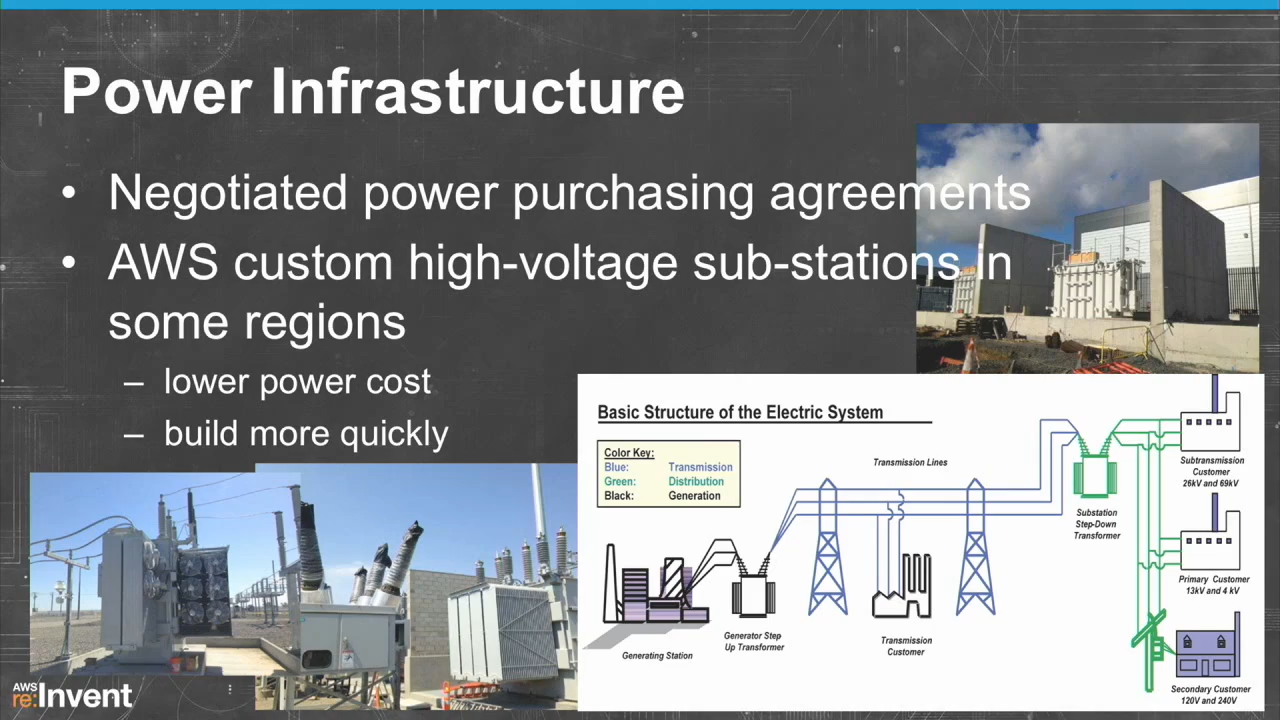 Power Infrastructure
• Negotiated power purchasing agreements
• AWS custom high-voltage sub-stations in
some regions
– lower power cost
– build more quickly
Basic Structure of the Electric System
Color Key:
Blue: Transmission
Green: Distribution
Black: Generation
Transmission Lines
Generating Station
Generator Step
Up Transformer
Transmission
Customer
Substation
Step-Down
Transformer
Subtransmission
Customer
26kV and 69kV
Primary Customer
13kV and 4 kV
Secondary Customer
120V and 240V
AWS
re:Invent